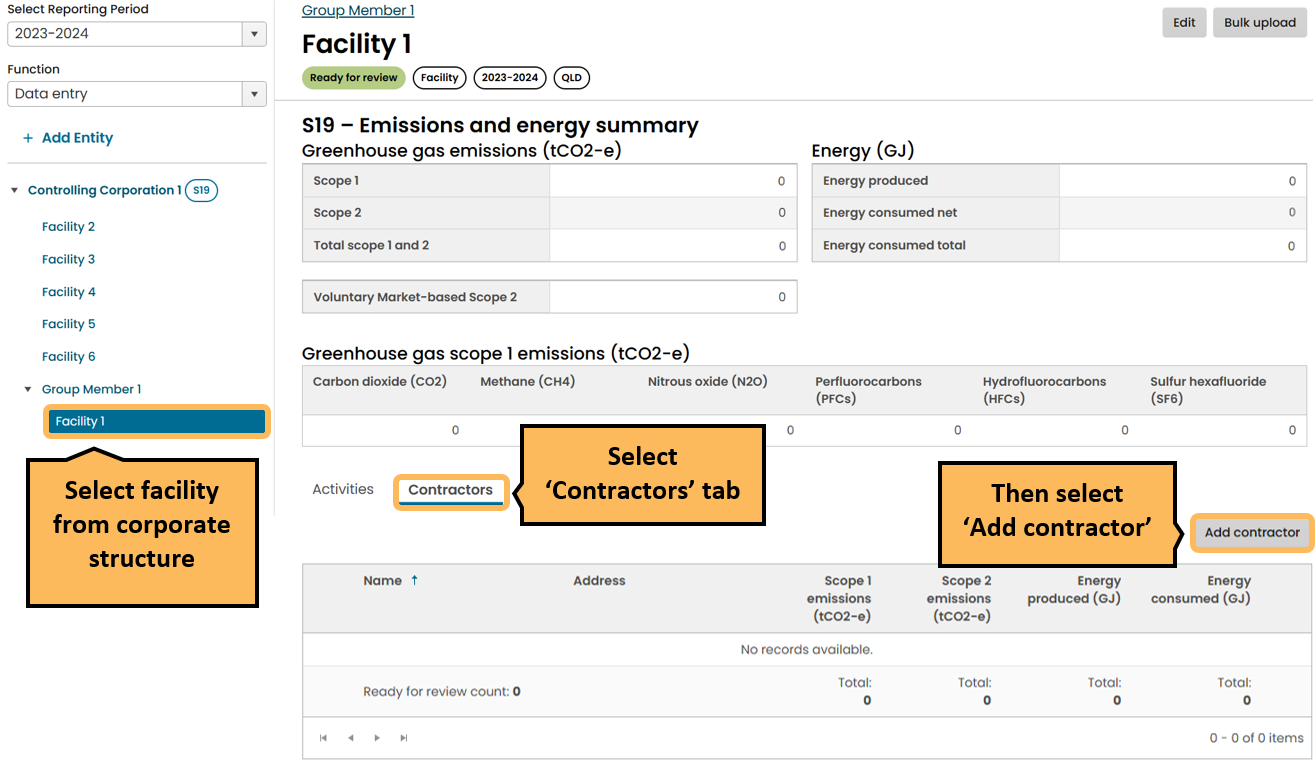 Select Reporting Period
2023-2024
Function
Data entry
+ Add Entity
Controlling Corporation 1 S19
Facility 2
Facility 3
Facility 4
Facility 5
Facility 6
Group Member 1
Facility 1
Select facility
from corporate
structure
Group Member 1
Facility 1
Edit
Bulk upload
Ready for review
Facility
2023-2024
QLD
S19 – Emissions and energy summary
Greenhouse gas emissions (tCO2-e)
Scope 1 0
Scope 2 0
Total scope 1 and 2 0
Voluntary Market-based Scope 2 0
Energy (GJ)
Energy produced 0
Energy consumed net 0
Energy consumed total 0
Greenhouse gas scope 1 emissions (tCO2-e)
Carbon dioxide (CO2)
Methane (CH4)
Nitrous oxide (N2O)
Perfluorocarbons
(PFCs)
Hydrofluorocarbons
(HFCs)
Sulfur hexafluoride
(SF6)
0 0 0 0 0
Activities
Contractors
Select
‘Contractors’ tab
Then select
‘Add contractor’
Add contractor
Name ↑
Address
Scope 1
emissions
(tCO2-e)
Scope 2
emissions
(tCO2-e)
Energy
produced (GJ)
Energy
consumed (GJ)
No records available.
Ready for review count: 0
Total:
0
Total:
0
Total:
0
Total:
0
0 - 0 of 0 items